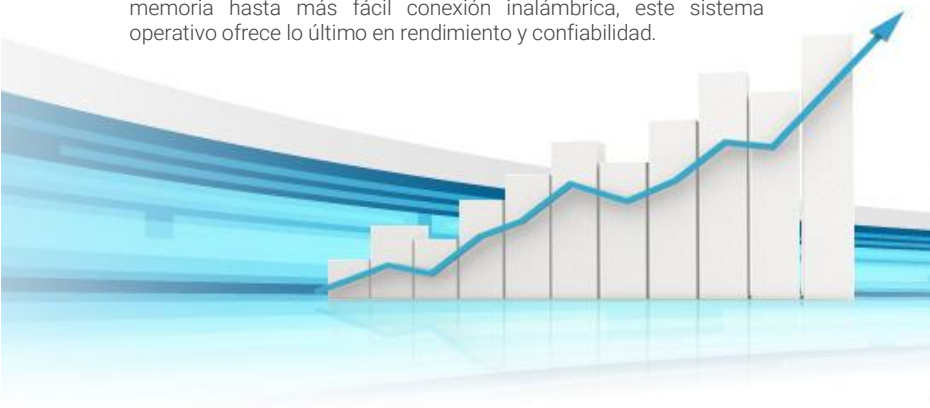 memoria hasta más fácil conexión inalámbrica, este sistema
operativo ofrece lo último en rendimiento y confiabilidad.